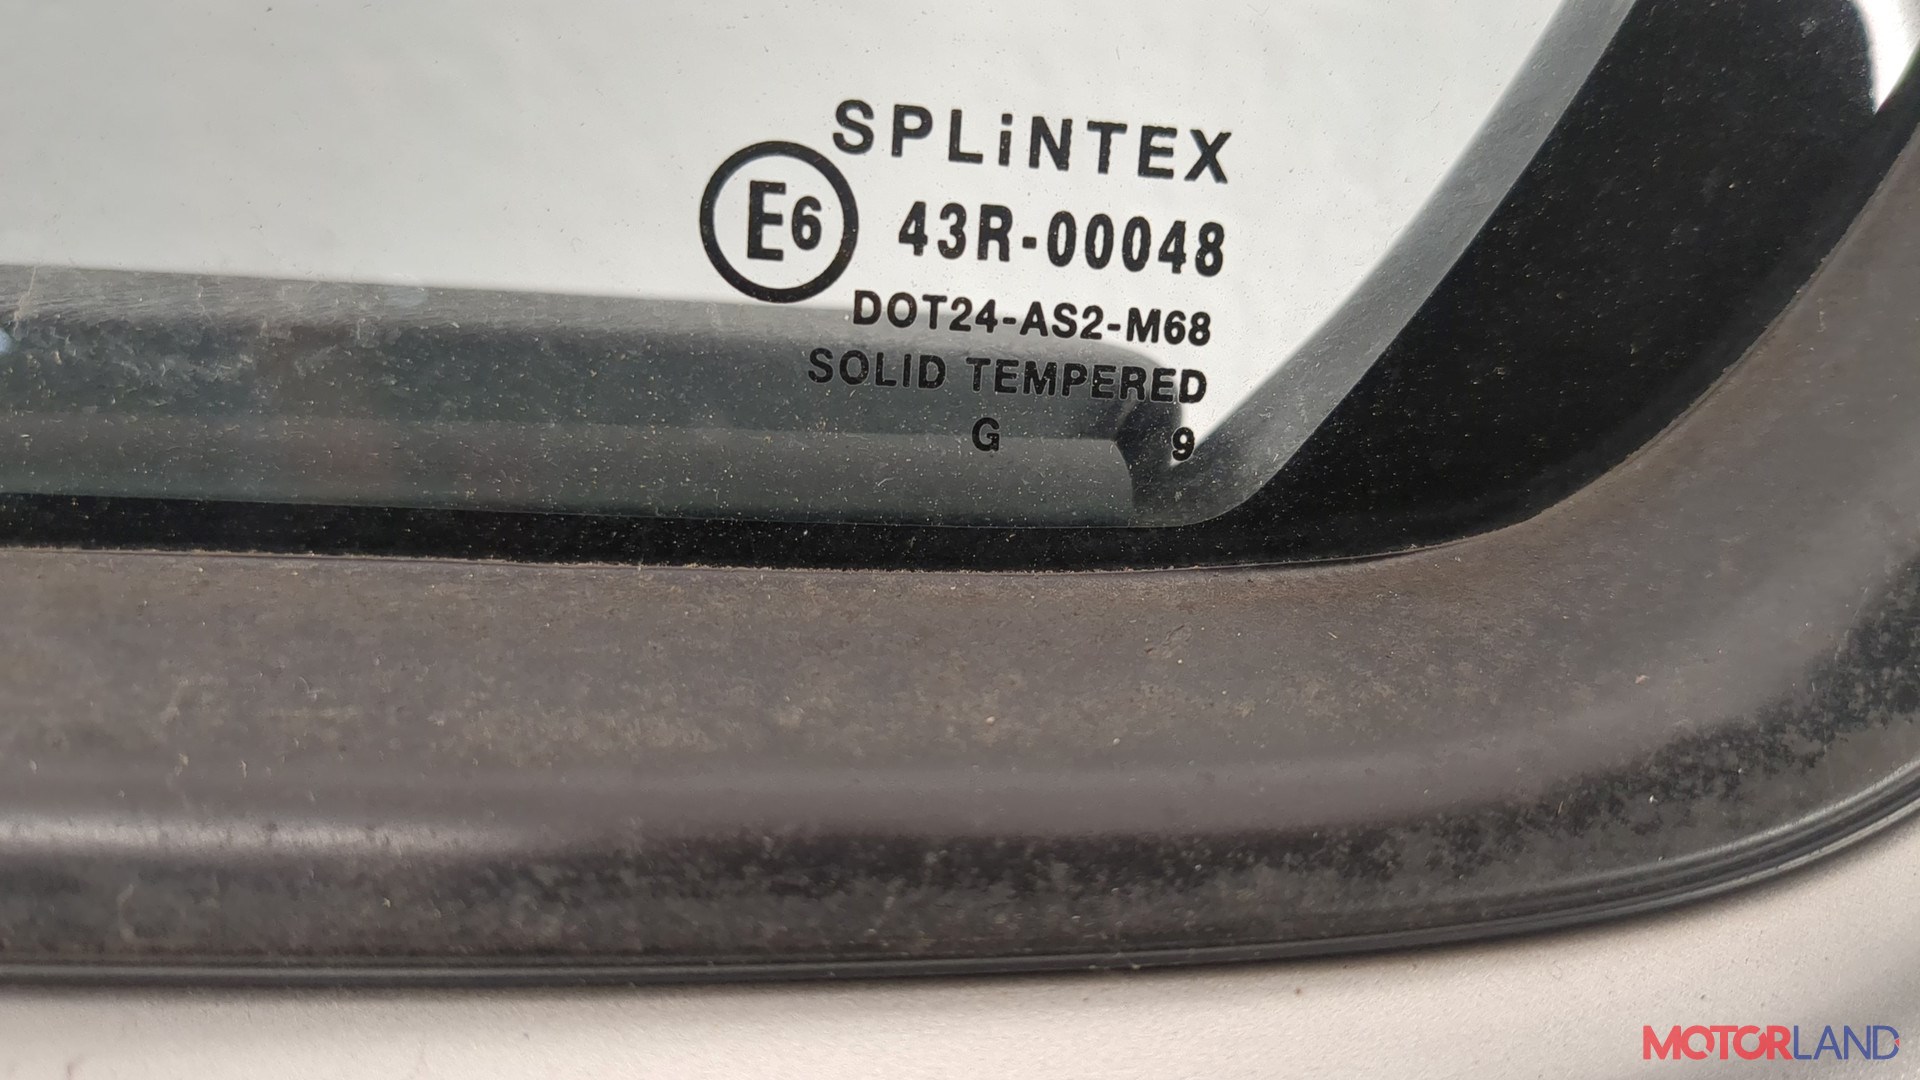 SPLiNTEX
E6 43R-00048
DOT24-AS2-M68
SOLID TEMPERED
G 9
MOTORLAND